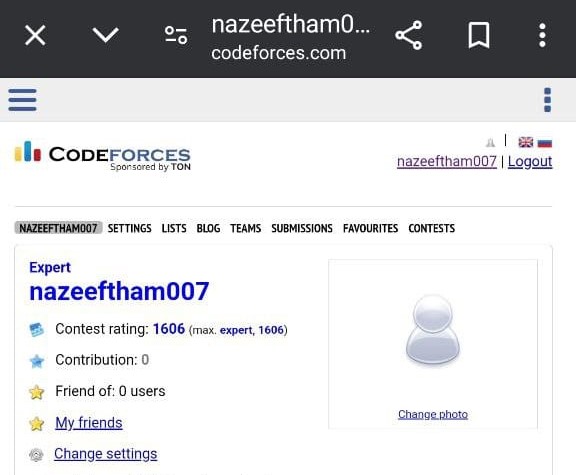 nazeeftham0...
codeforces.com
CODEFORCES
Sponsored by TON
nazeeftham007 | Logout
NAZEEFTHAM007 SETTINGS LISTS BLOG TEAMS SUBMISSIONS FAVOURITES CONTESTS
Expert
nazeeftham007
Contest rating: 1606 (max. expert, 1606)
Contribution: 0
Friend of: 0 users
My friends
Change settings
Change photo